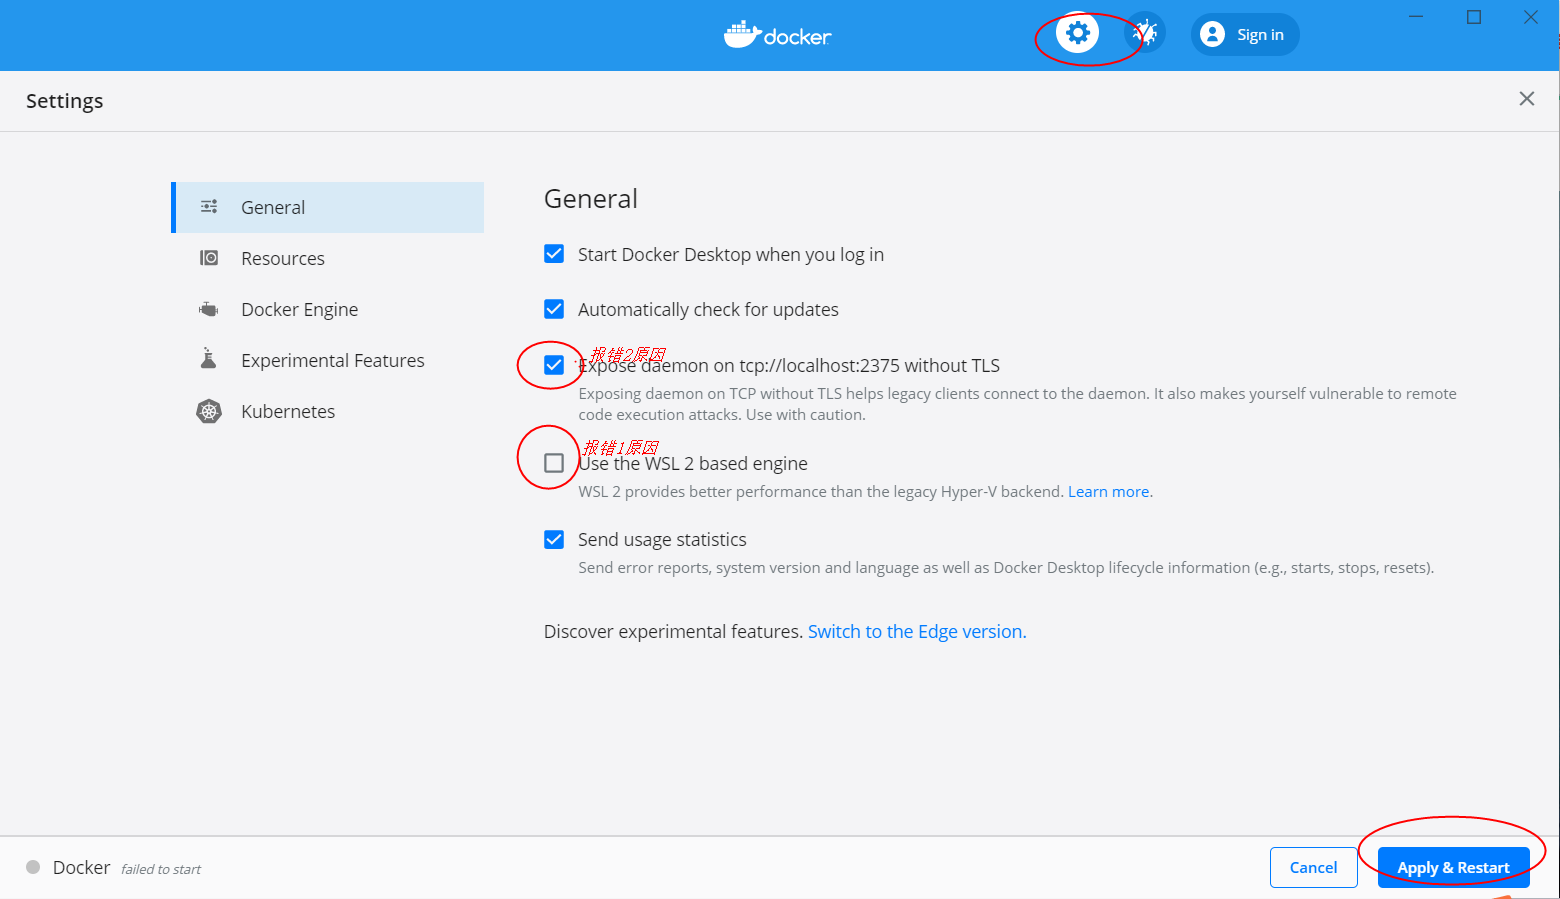 docker
Sign in
Settings
General
Resources
Docker Engine
Experimental Features
Kubernetes
General
Start Docker Desktop when you log in
Automatically check for updates
报错2原因
Expose daemon on tcp://localhost:2375 without TLS
Exposing daemon on TCP without TLS helps legacy clients connect to the daemon. It also makes yourself vulnerable to remote
code execution attacks. Use with caution.
报错1原因
Use the WSL 2 based engine
WSL 2 provides better performance than the legacy Hyper-V backend. Learn more.
Send usage statistics
Send error reports, system version and language as well as Docker Desktop lifecycle information (e.g., starts, stops, resets).
Discover experimental features. Switch to the Edge version.
Docker failed to start
Cancel
Apply & Restart